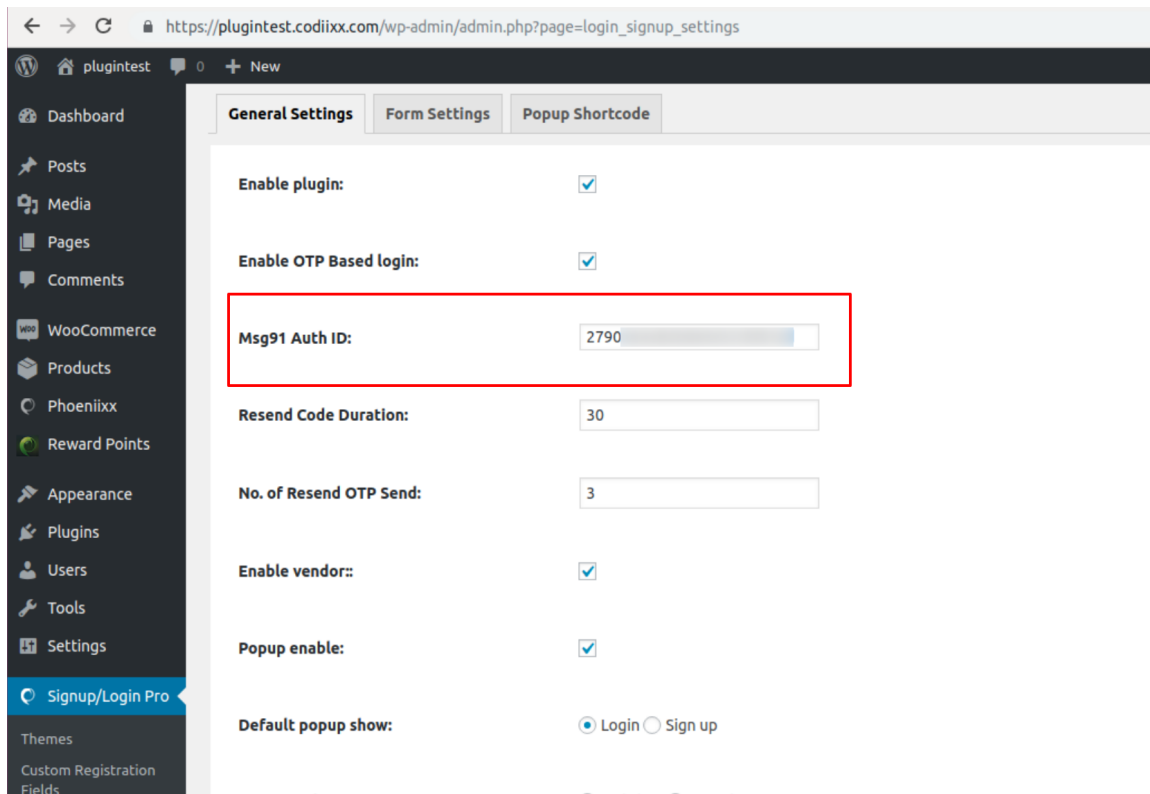 https://plugintest.codiixx.com/wp-admin/admin.php?page=login_signup_settings
plugintest 0 + New
Dashboard
Posts
Media
Pages
Comments
WOO WooCommerce
Products
Phoeniixx
Reward Points
Appearance
Plugins
Users
Tools
Settings
Signup/Login Pro
Themes
Custom Registration
Fields
General Settings Form Settings Popup Shortcode
Enable plugin:
Enable OTP Based login:
Msg91 Auth ID: 2790
Resend Code Duration: 30
No. of Resend OTP Send: 3
Enable vendor::
Popup enable:
Default popup show: Login Sign up